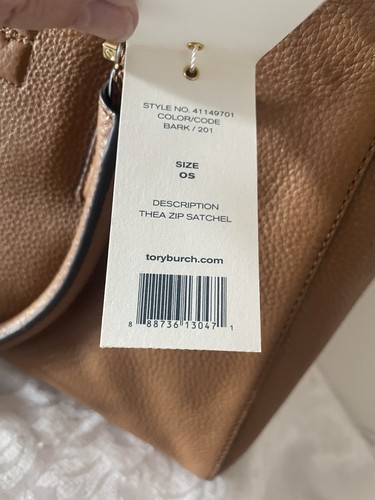 STYLE NO. 41149701
COLOR/CODE
BARK / 201
SIZE
OS
DESCRIPTION
THEA ZIP SATCHEL
toryburch.com
8 88736 13047 1